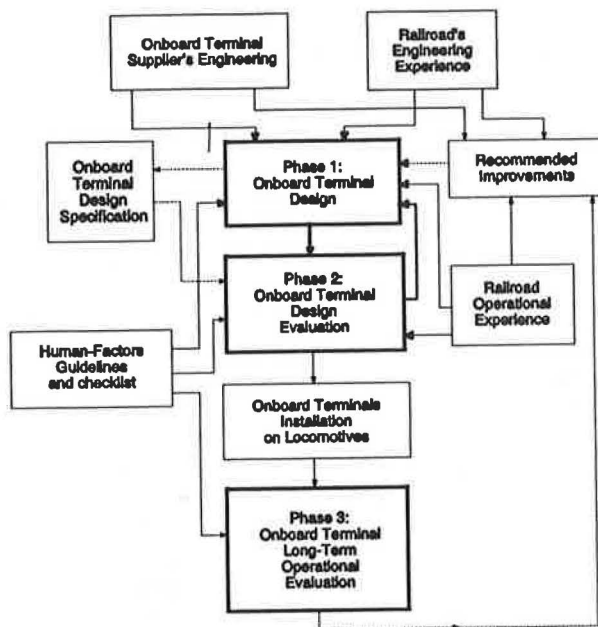 Onboard Terminal
Supplier's Engineering
Railroad's
Engineering
Experience
Onboard
Terminal
Design
Specification
Phase 1:
Onboard Terminal
Design
Recommended
Improvements
Phase 2:
Onboard Terminal
Design
Evaluation
Railroad
Operational
Experience
Human-Factors
Guidelines
and checklist
Onboard Terminals
Installation
on Locomotives
Phase 3:
Onboard Terminal
Long-Term
Operational
Evaluation